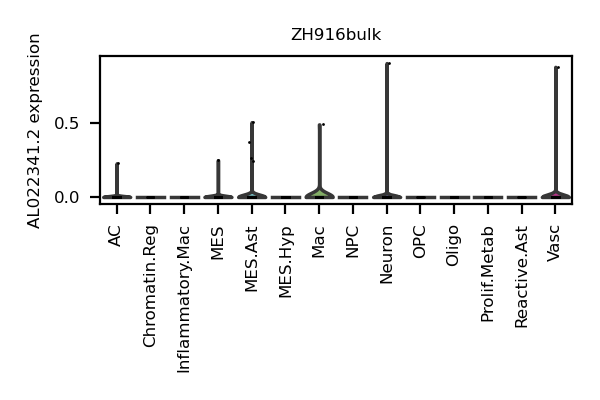 ZH916bulk
AL022341.2 expression
0.5
0.0
AC
Chromatin.Reg
Inflammatory.Mac
MES
MES.Ast
MES.Hyp
Mac
NPC
Neuron
OPC
Oligo
Prolif.Metab
Reactive.Ast
Vasc